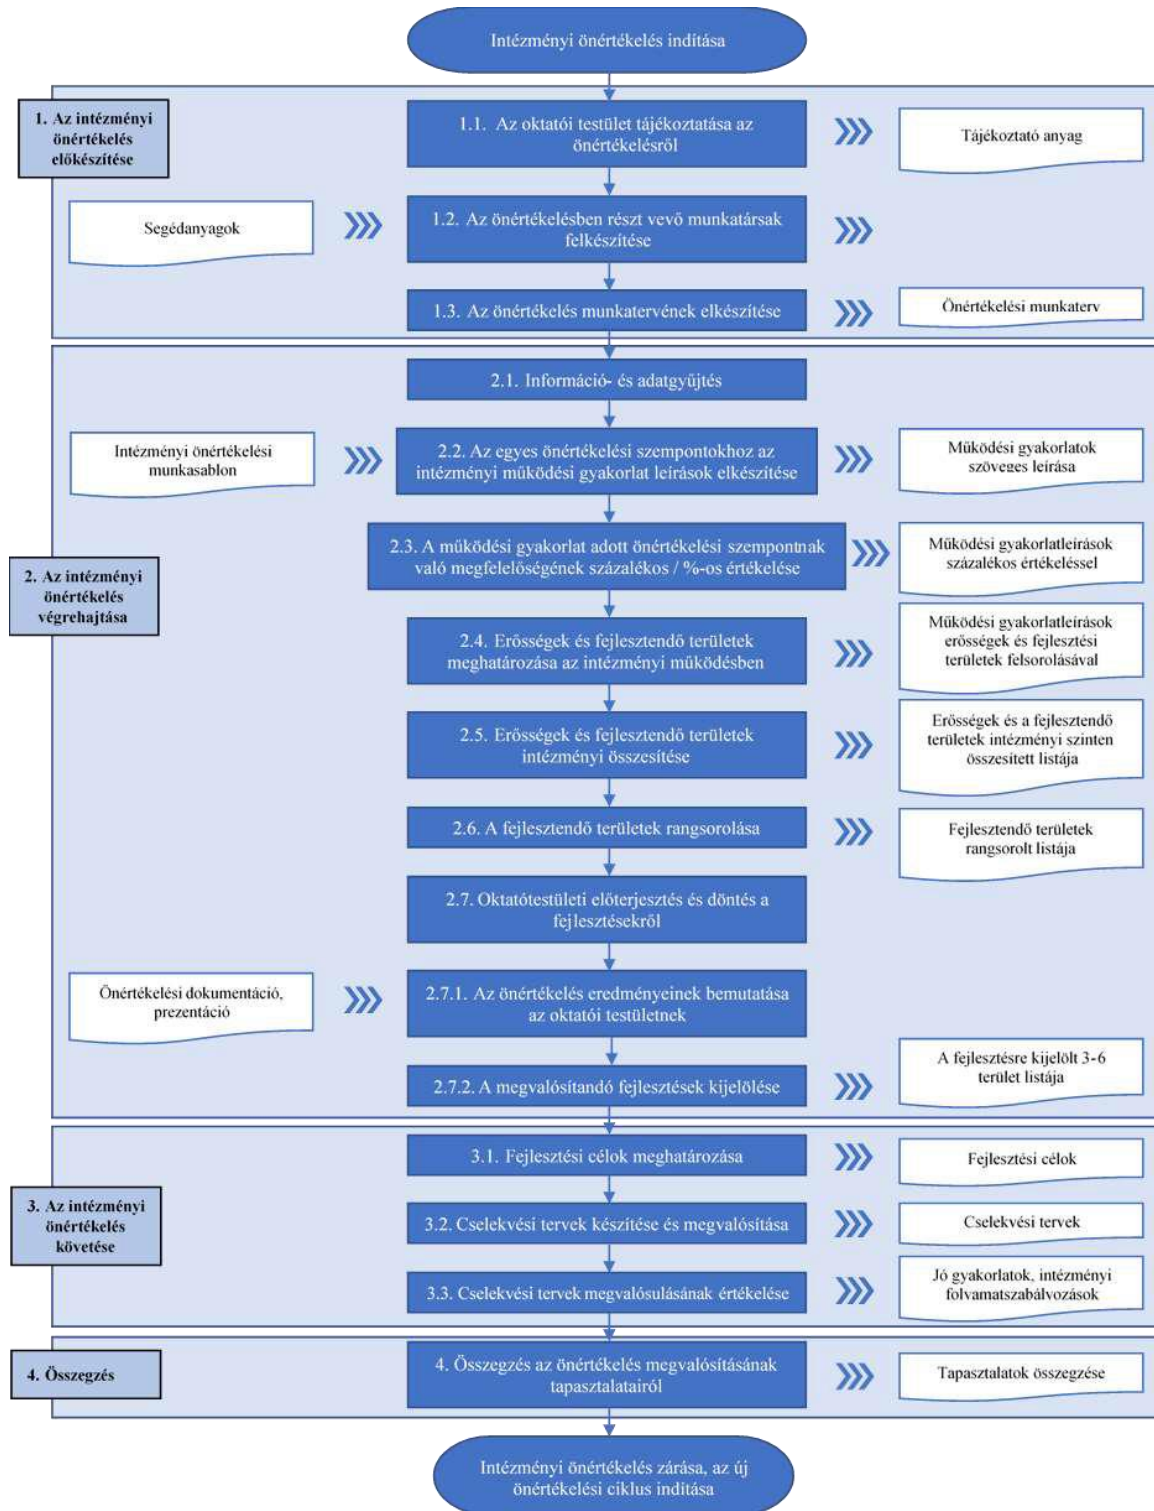 Intézményi önértékelés indítása
1. Az intézményi
önértékelés
előkészítése
1.1. Az oktatói testület tájékoztatása az
önértékelésről
Tájékoztató anyag
Segédanyagok
1.2. Az önértékelésben részt vevő munkatársak
felkészítése
1.3. Az önértékelés munkatervének elkészítése
Önértékelési munkaterv
2. Az intézményi
önértékelés
végrehajtása
2.1. Információ- és adatgyűjtés
Intézményi önértékelési
munkasablon
2.2. Az egyes önértékelési szempontokhoz az
intézményi működési gyakorlat leírások elkészítése
Működési gyakorlatok
szöveges leírása
2.3. A működési gyakorlat adott önértékelési szempontnak
való megfelelőségének százalékos / %-os értékelése
Működési gyakorlatleírások
százalékos értékeléssel
2.4. Erősségek és fejlesztendő területek
meghatározása az intézményi működésben
Működési gyakorlatleírások
erősségek és fejlesztési
területek felsorolásával
2.5. Erősségek és fejlesztendő területek
intézményi összesítése
Erősségek és a fejlesztendő
területek intézményi szinten
összesített listája
2.6. A fejlesztendő területek rangsorolása
Fejlesztendő területek
rangsorolt listája
2.7. Oktatótestületi előterjesztés és döntés a
fejlesztésekről
Önértékelési dokumentáció,
prezentáció
2.7.1. Az önértékelés eredményeinek bemutatása
az oktatói testületnek
2.7.2. A megvalósítandó fejlesztések kijelölése
A fejlesztésre kijelölt 3-6
terület listája
3. Az intézményi
önértékelés
követése
3.1. Fejlesztési célok meghatározása
Fejlesztési célok
3.2. Cselekvési tervek készítése és megvalósítása
Cselekvési tervek
3.3. Cselekvési tervek megvalósulásának értékelése
Jó gyakorlatok, intézményi
folyamatszabályozások
4. Összegzés
4. Összegzés az önértékelés megvalósításának
tapasztalatairól
Tapasztalatok összegzése
Intézményi önértékelés zárása, az új
önértékelési ciklus indítása